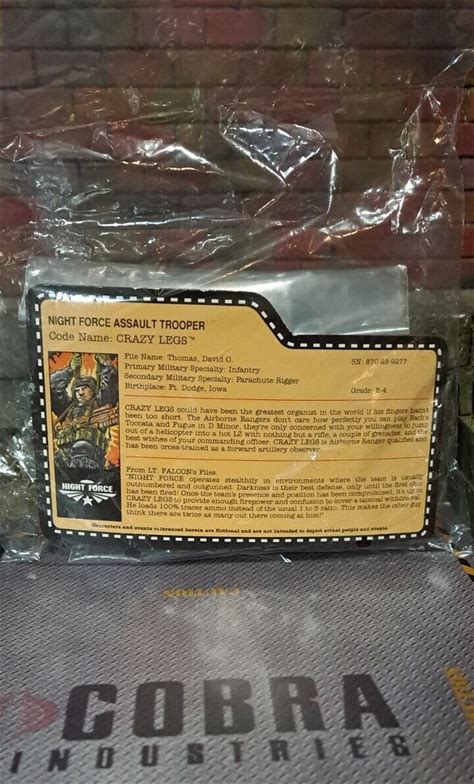 NIGHT FORCE ASSAULT TROOPER
Code Name: CRAZY LEGS™
File Name: Thomas, David O.
SN: 870-28-9277
Primary Military Specialty: Infantry
Secondary Military Specialty: Parachute Rigger
Birthplace: Ft. Dodge, Iowa
Grade: E-4
CRAZY LEGS could have been the greatest organist in the world if his fingers hadn't
been too short. The Airborne Rangers don't care how perfectly you can play Bach's
Toccata and Fugue in D Minor, they're only concerned with your willingness to jump
out of a helicopter into a hot LZ with nothing but a rifle, a couple of grenades, and the
best wishes of your commanding officer. CRAZY LEGS is Airborne Ranger qualified and
has been cross-trained as a forward artillery observer.
From LT. FALCON's Files:
"NIGHT FORCE operates stealthily in environments where the team is usually
outnumbered and outgunned. Darkness is their best defense, only until the first shot
has been fired! Once the team's presence and position has been compromised, it's up to
CRAZY LEGS to provide enough firepower and confusion to cover a tactical withdrawal.
He loads 100% tracer ammo instead of the usual 1 to 5 ratio. This makes the other guy
think there are twice as many out there coming at him!"
NIGHT FORCE
Characters and events referenced herein are fictional and are not intended to depict actual people and events.
CAUTION
COBRA
INDUSTRIES